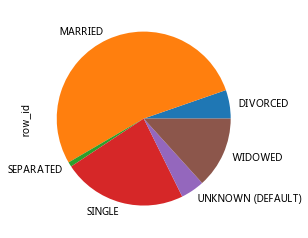 MARRIED
DIVORCED
row_id
WIDOWED
SEPARATED
UNKNOWN (DEFAULT)
SINGLE